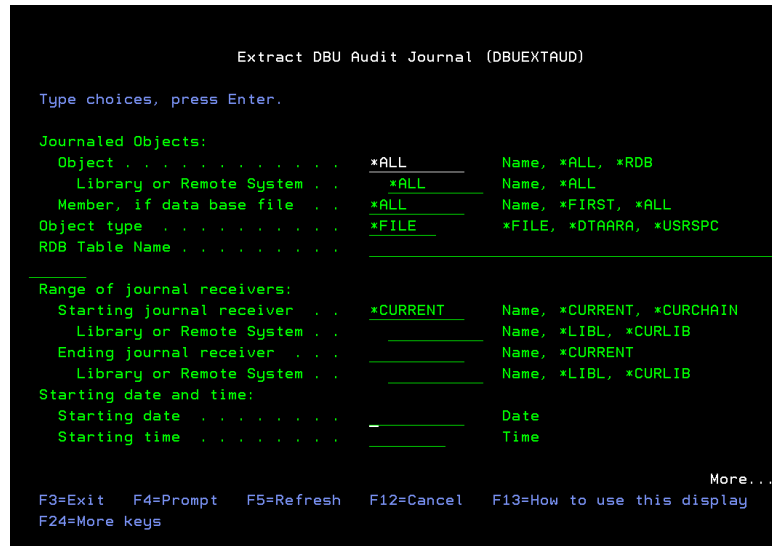 Extract DBU Audit Journal (DBUEXTAUD)
Type choices, press Enter.
Journaled Objects:
Object . . . . . . . . . . . . *ALL Name, *ALL, *RDB
Library or Remote System . . *ALL Name, *ALL
Member, if data base file . . *ALL Name, *FIRST, *ALL
Object type . . . . . . . . . . *FILE *FILE, *DTAARA, *USRSPC
RDB Table Name . . . . . . . . .
Range of journal receivers:
Starting journal receiver . . *CURRENT Name, *CURRENT, *CURCHAIN
Library or Remote System . . Name, *LIBL, *CURLIB
Ending journal receiver . . . Name, *CURRENT
Library or Remote System . . Name, *LIBL, *CURLIB
Starting date and time:
Starting date . . . . . . . . Date
Starting time . . . . . . . . Time
More...
F3=Exit F4=Prompt F5=Refresh F12=Cancel F13=How to use this display
F24=More keys